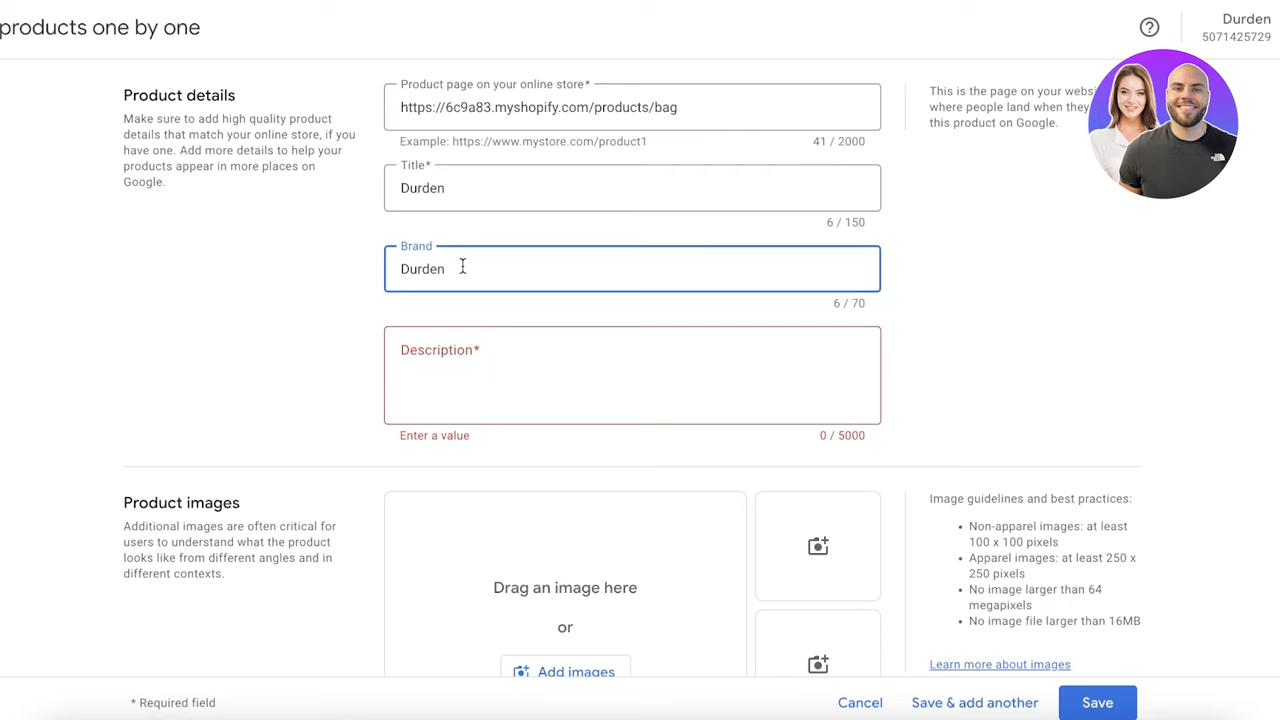 products one by one
Durden
5071425729
Product details
Make sure to add high quality product
details that match your online store, if you
have one. Add more details to help your
products appear in more places on
Google.
Product page on your online store*
https://6c9a83.myshopify.com/products/bag
Example: https://www.mystore.com/product1
41 / 2000
This is the page on your
where people land when they
this product on Google.
Title*
Durden
6 / 150
Brand
Durden
6 / 70
Description*
Enter a value
0 / 5000
Product images
Additional images are often critical for
users to understand what the product
looks like from different angles and in
different contexts.
Drag an image here
or
Add images
Image guidelines and best practices:
• Non-apparel images: at least
100 x 100 pixels
• Apparel images: at least 250 x
250 pixels
• No image larger than 64
megapixels
• No image file larger than 16MB
Learn more about images
* Required field
Cancel
Save & add another
Save